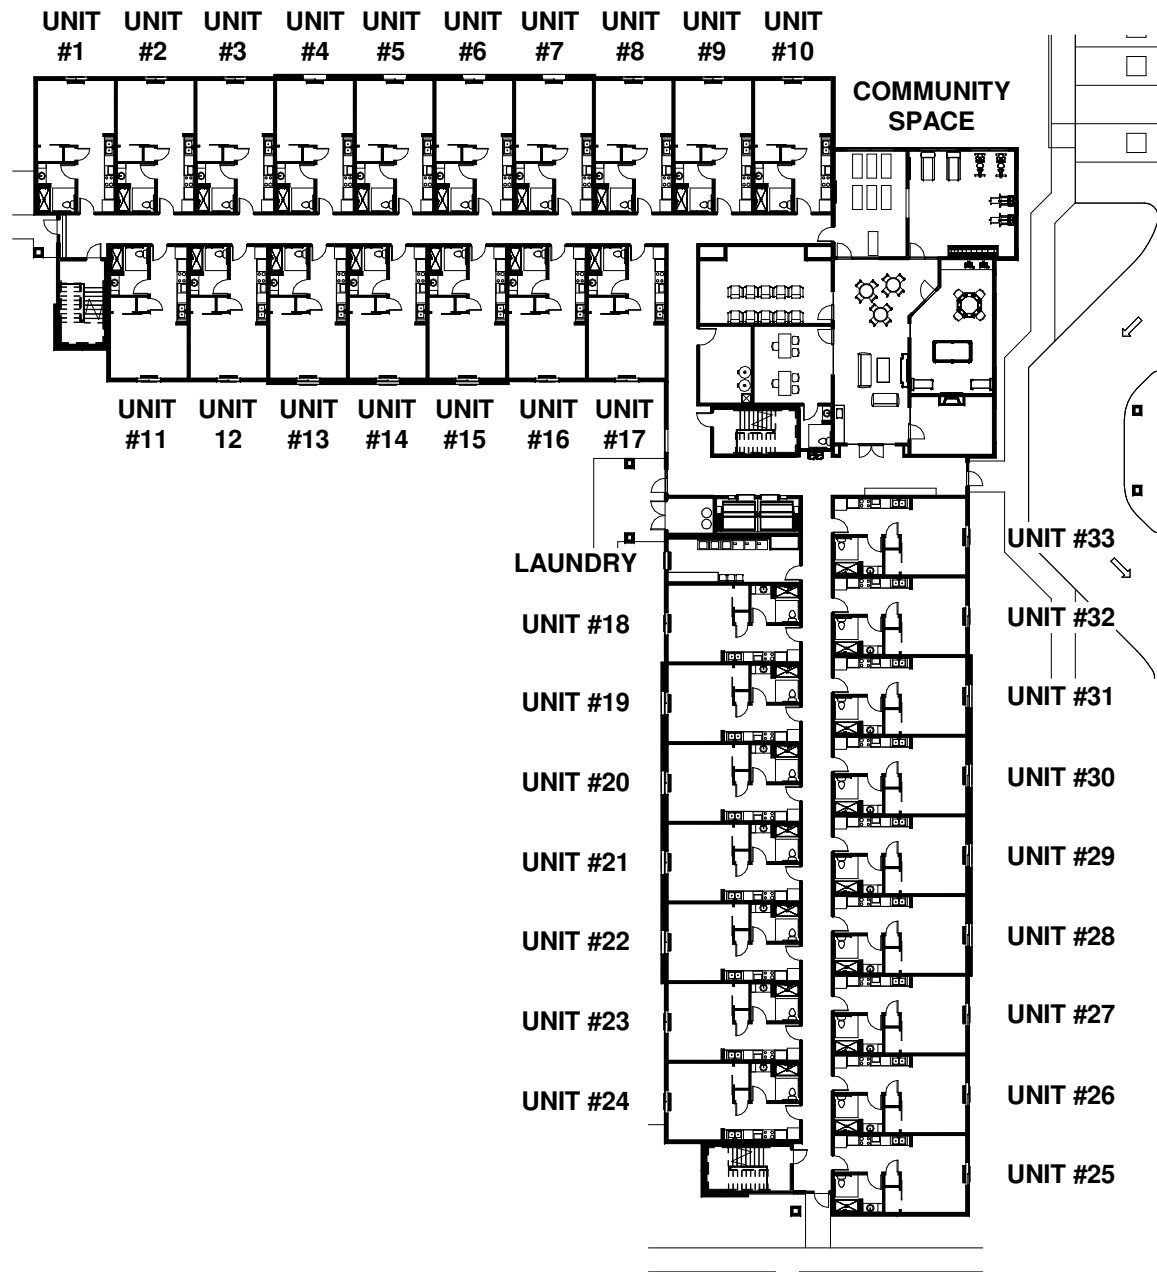 UNIT #1
UNIT #2
UNIT #3
UNIT #4
UNIT #5
UNIT #6
UNIT #7
UNIT #8
UNIT #9
UNIT #10
COMMUNITY
SPACE
UNIT #11
UNIT 12
UNIT #13
UNIT #14
UNIT #15
UNIT #16
UNIT #17
LAUNDRY
UNIT #33
UNIT #18
UNIT #32
UNIT #19
UNIT #31
UNIT #20
UNIT #30
UNIT #21
UNIT #29
UNIT #22
UNIT #28
UNIT #23
UNIT #27
UNIT #24
UNIT #26
UNIT #25